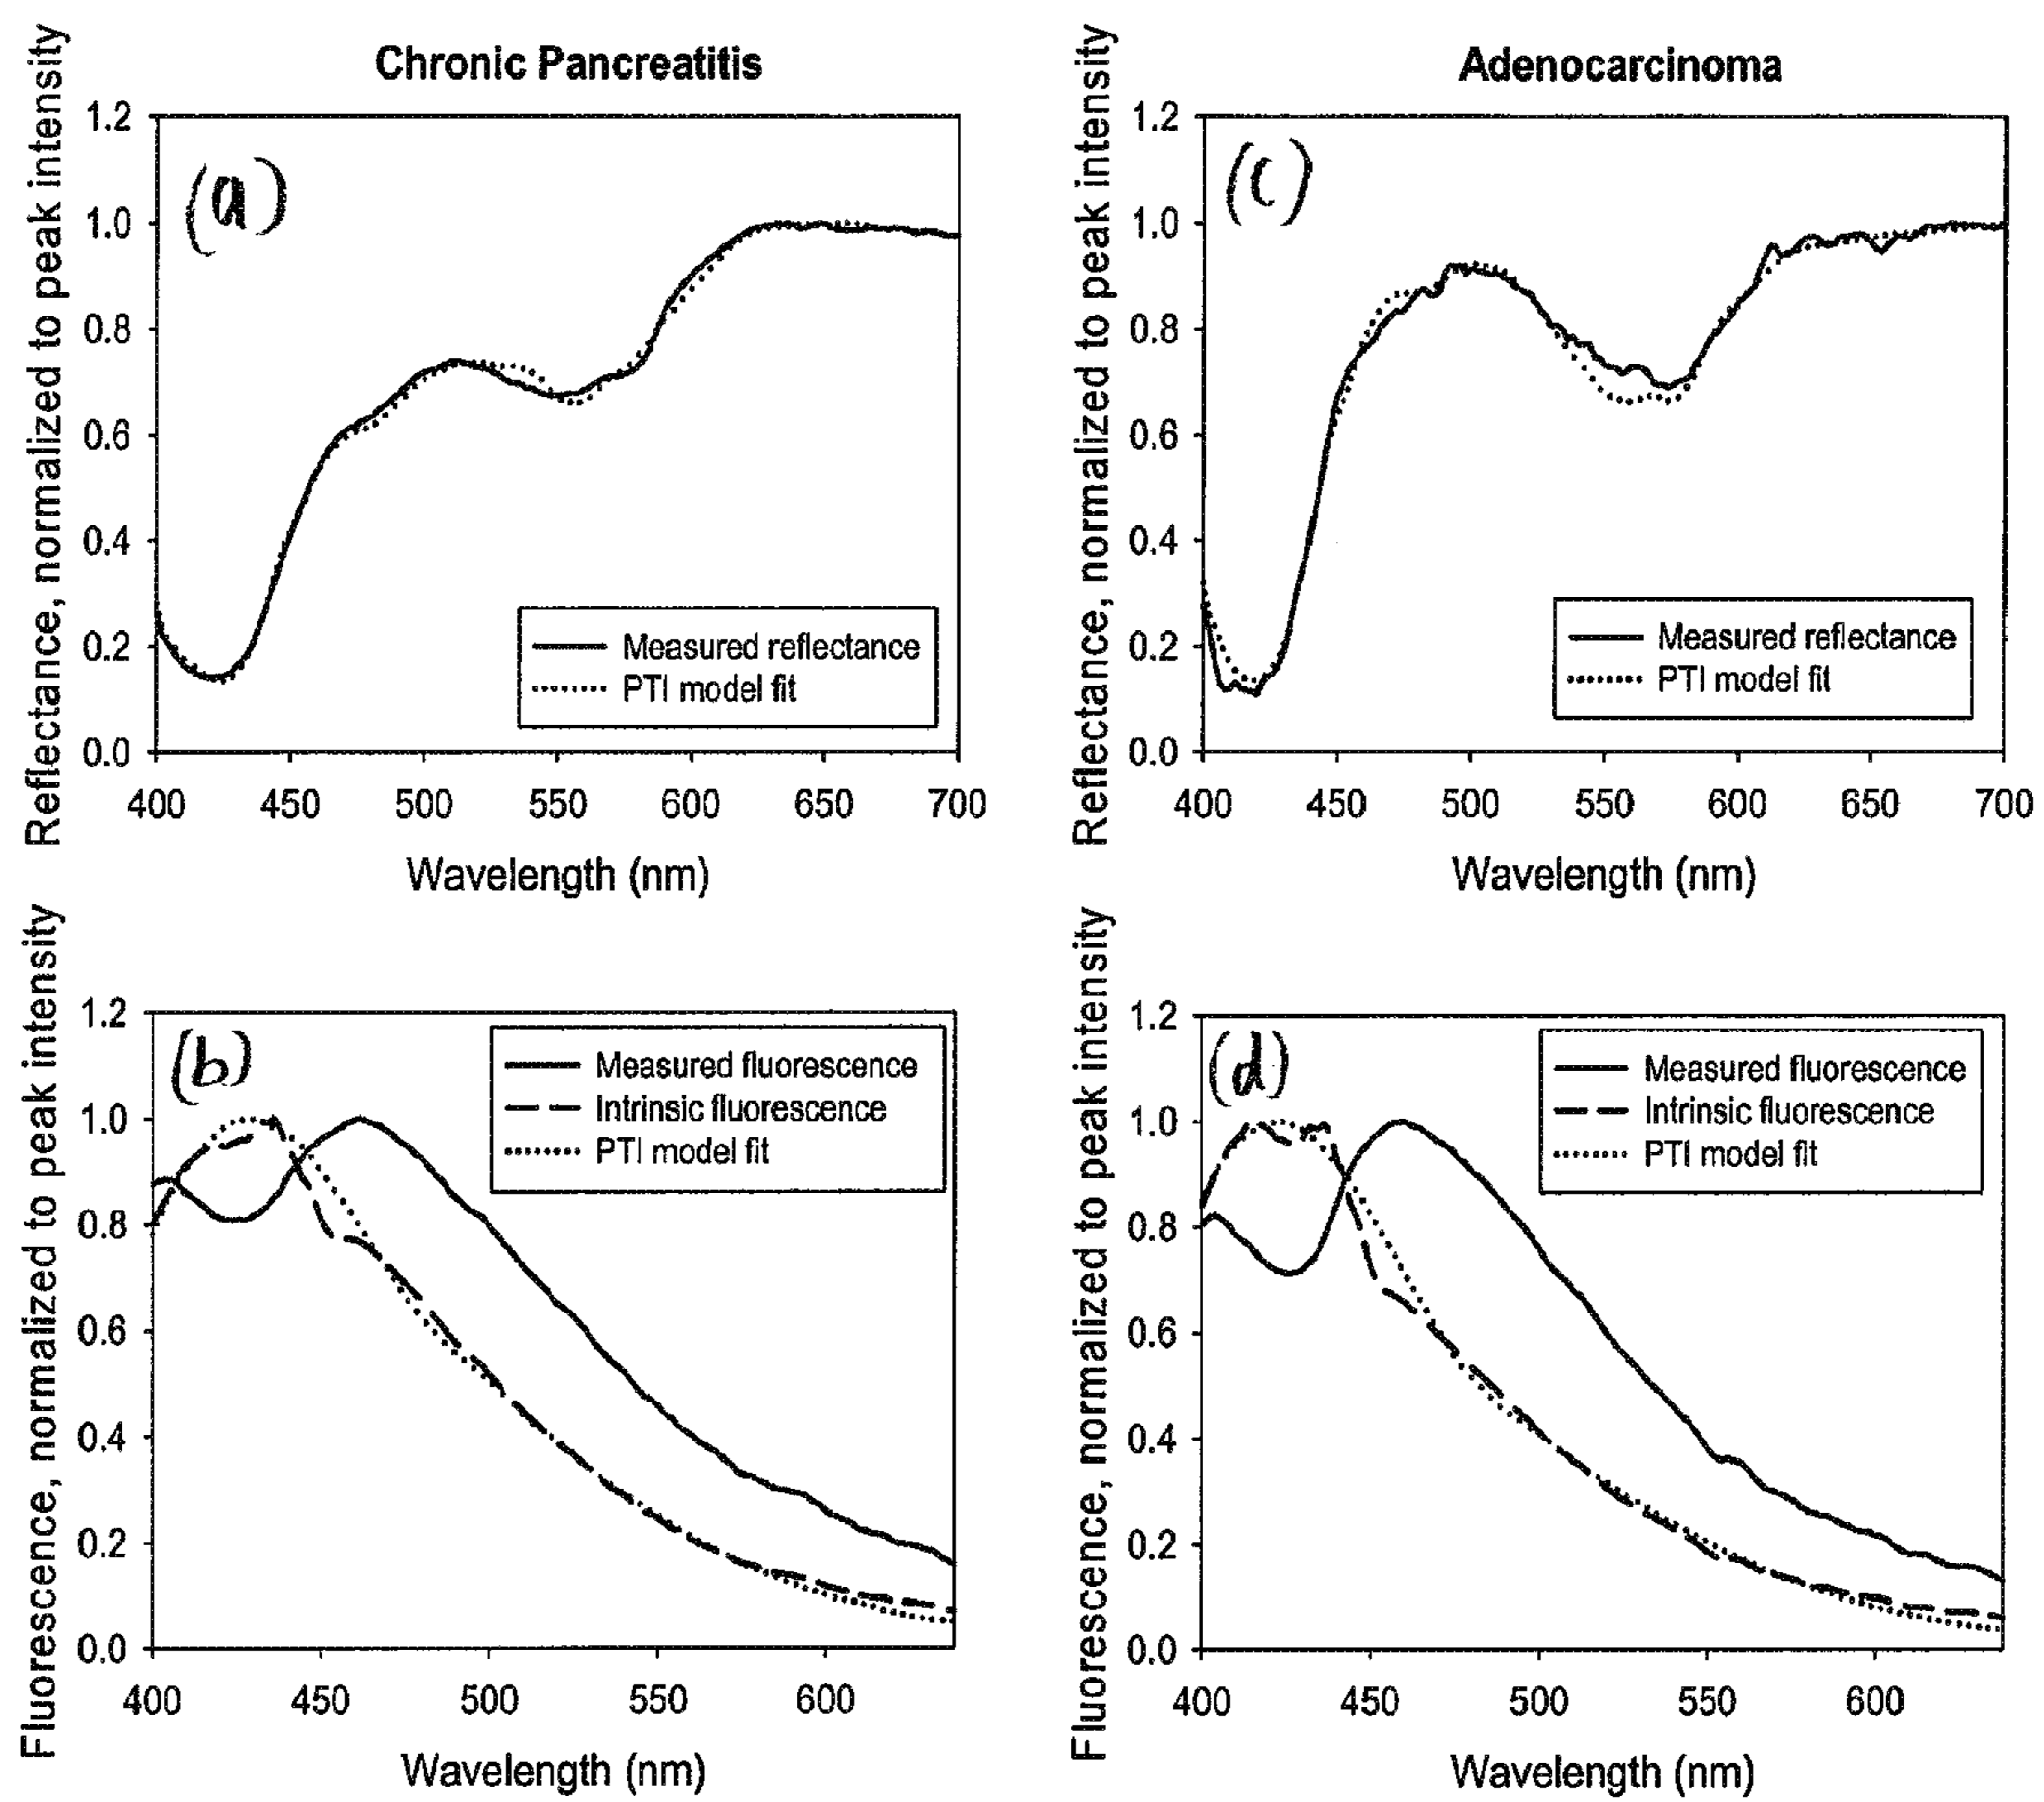 Chronic Pancreatitis
Reflectance, normalized to peak intensity
1.2
1.0
0.8
0.6
0.4
0.2
0.0
(a)
Measured reflectance
PTI model fit
400 450 500 550 600 650 700
Wavelength (nm)
Adenocarcinoma
Reflectance, normalized to peak intensity
1.2
1.0
0.8
0.6
0.4
0.2
0.0
(c)
Measured reflectance
PTI model fit
400 450 500 550 600 650 700
Wavelength (nm)
Fluorescence, normalized to peak intensity
1.2
1.0
0.8
0.6
0.4
0.2
0.0
(b)
Measured fluorescence
Intrinsic fluorescence
PTI model fit
400 450 500 550 600
Wavelength (nm)
Fluorescence, normalized to peak intensity
1.2
1.0
0.8
0.6
0.4
0.2
0.0
(d)
Measured fluorescence
Intrinsic fluorescence
PTI model fit
400 450 500 550 600
Wavelength (nm)